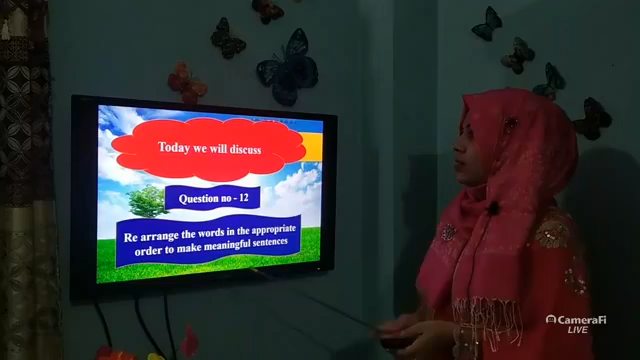 Today we will discuss
Question no - 12
Re arrange the words in the appropriate
order to make meaningful sentences
CameraFi
LIVE